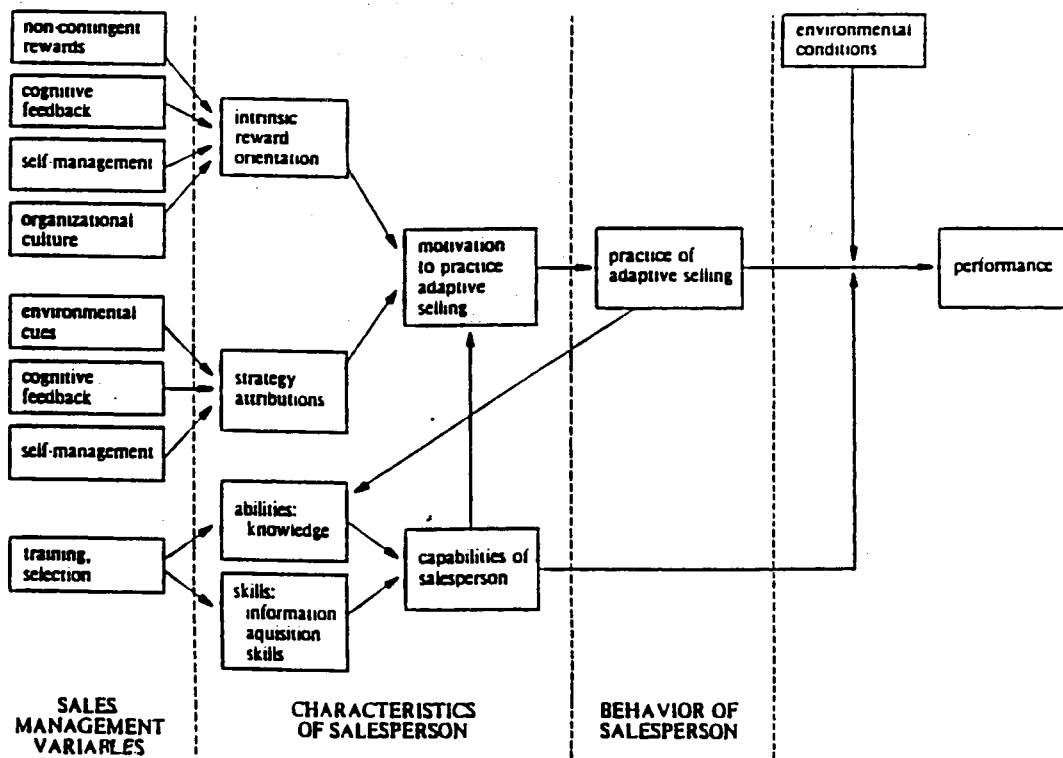 non-contingent
rewards
cognitive
feedback
self-management
organizational
culture
environmental
cues
cognitive
feedback
self-management
training,
selection
intrinsic
reward
orientation
strategy
attributions
abilities:
knowledge
skills:
information
aquisition
skills
motivation
to practice
adaptive
selling
capabilities of
salesperson
practice of
adaptive selling
environmental
conditions
performance
SALES
MANAGEMENT
VARIABLES
CHARACTERISTICS
OF SALESPERSON
BEHAVIOR OF
SALESPERSON